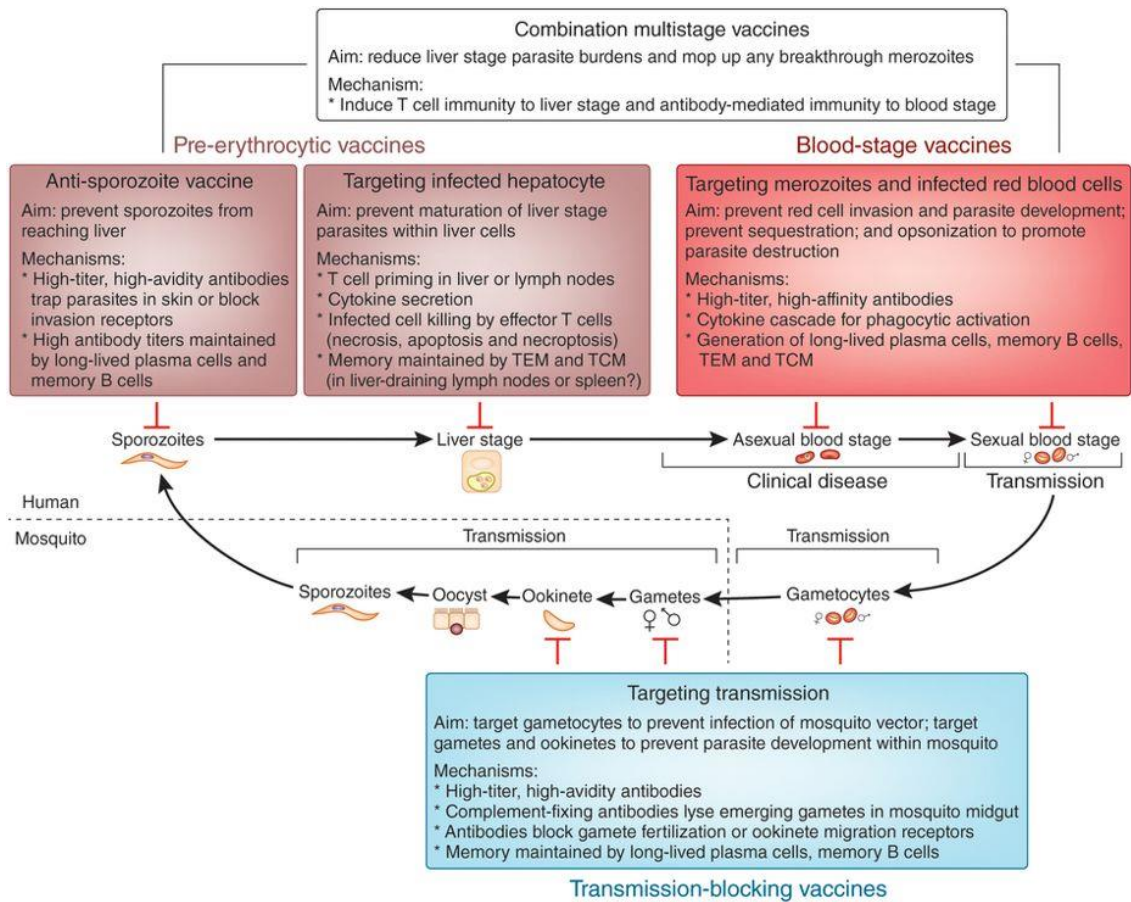 Combination multistage vaccines
Aim: reduce liver stage parasite burdens and mop up any breakthrough merozoites
Mechanism:
* Induce T cell immunity to liver stage and antibody-mediated immunity to blood stage
Pre-erythrocytic vaccines
Blood-stage vaccines
Anti-sporozoite vaccine
Aim: prevent sporozoites from
reaching liver
Mechanisms:
* High-titer, high-avidity antibodies
trap parasites in skin or block
invasion receptors
* High antibody titers maintained
by long-lived plasma cells and
memory B cells
Targeting infected hepatocyte
Aim: prevent maturation of liver stage
parasites within liver cells
Mechanisms:
* T cell priming in liver or lymph nodes
* Cytokine secretion
* Infected cell killing by effector T cells
(necrosis, apoptosis and necroptosis)
* Memory maintained by TEM and TCM
(in liver-draining lymph nodes or spleen?)
Targeting merozoites and infected red blood cells
Aim: prevent red cell invasion and parasite development;
prevent sequestration; and opsonization to promote
parasite destruction
Mechanisms:
* High-titer, high-affinity antibodies
* Cytokine cascade for phagocytic activation
* Generation of long-lived plasma cells, memory B cells,
TEM and TCM
Sporozoites
Liver stage
Asexual blood stage
Sexual blood stage
♀ ♂
Clinical disease
Transmission
Human
Mosquito
Transmission
Transmission
Sporozoites
Oocyst
Ookinete
Gametes
Gametocytes
♀ ♂
♀ ♂
Targeting transmission
Aim: target gametocytes to prevent infection of mosquito vector; target
gametes and ookinetes to prevent parasite development within mosquito
Mechanisms:
* High-titer, high-avidity antibodies
* Complement-fixing antibodies lyse emerging gametes in mosquito midgut
* Antibodies block gamete fertilization or ookinete migration receptors
* Memory maintained by long-lived plasma cells, memory B cells
Transmission-blocking vaccines